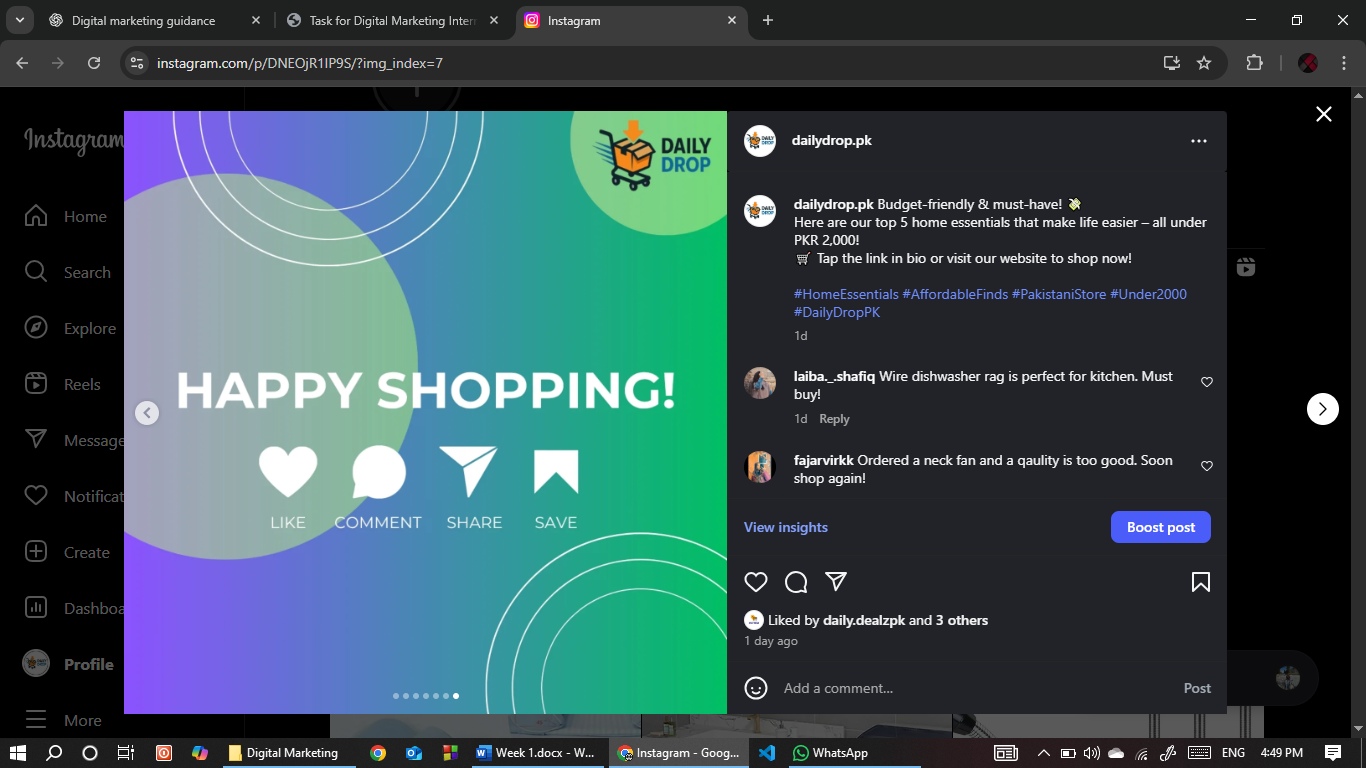 Digital marketing guidance
Task for Digital Marketing Inter
Instagram
instagram.com/p/DNEOjR1IP9S/?img_index=7
Instagram
Home
Search
Explore
Reels
Message
Notificat
Create
Dashboa
Profile
More
DAILY
DROP
HAPPY SHOPPING!
LIKE COMMENT SHARE SAVE
dailydrop.pk
dailydrop.pk Budget-friendly & must-have! 💸
Here are our top 5 home essentials that make life easier – all under
PKR 2,000!
🛒 Tap the link in bio or visit our website to shop now!
#HomeEssentials #AffordableFinds #PakistaniStore #Under2000
#DailyDropPK
1d
laiba._.shafiq Wire dishwasher rag is perfect for kitchen. Must
buy!
1d Reply
fajarvirkk Ordered a neck fan and a qaulity is too good. Soon
shop again!
View insights
Boost post
Liked by daily.dealzpk and 3 others
1 day ago
Add a comment...
Post
Digital Marketing
Week 1.docx - W...
Instagram - Goog...
WhatsApp
ENG
4:49 PM